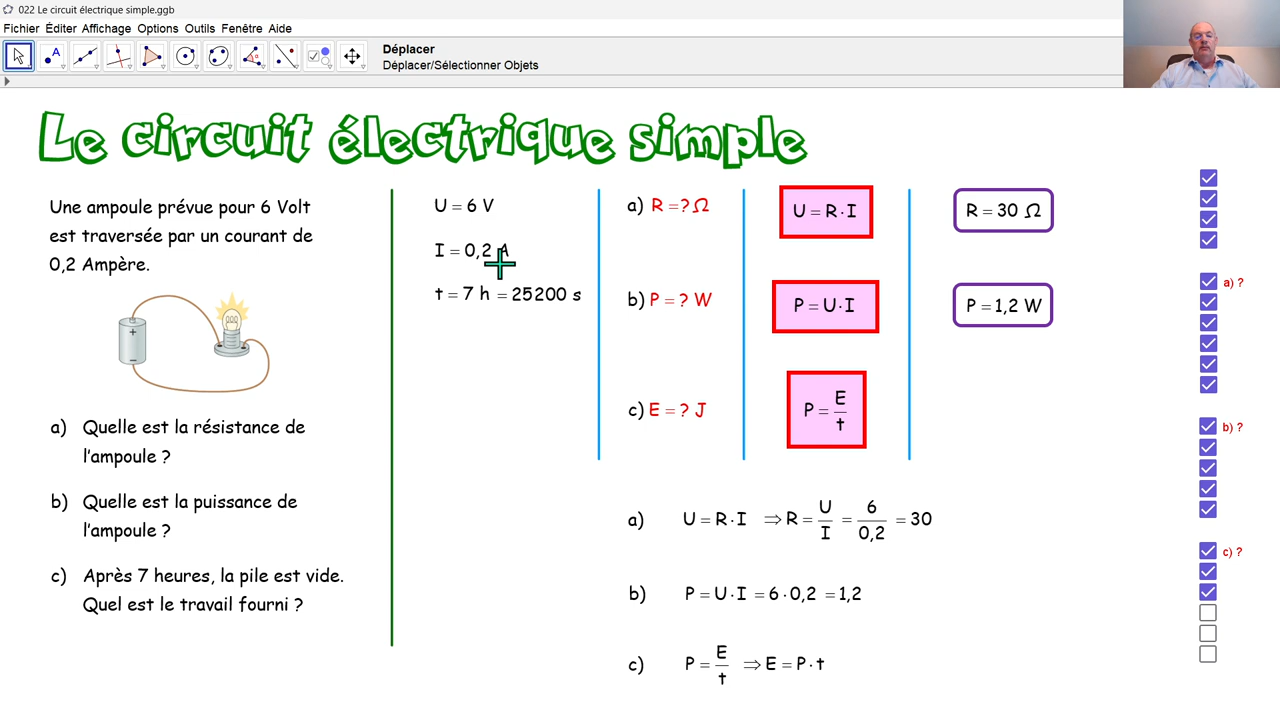 022 Le circuit électrique simple.ggb
Fichier Éditer Affichage Options Outils Fenêtre Aide
A
Déplacer
Déplacer/Sélectionner Objets
Le circuit électrique simple
Une ampoule prévue pour 6 Volt
est traversée par un courant de
0,2 Ampère.
+
−
a) Quelle est la résistance de
l'ampoule ?
b) Quelle est la puissance de
l'ampoule ?
c) Après 7 heures, la pile est vide.
Quel est le travail fourni ?
U = 6 V
I = 0,2 A
t = 7 h = 25200 s
a) R = ? Ω
b) P = ? W
c) E = ? J
U = R · I
P = U · I
P = E/t
R = 30 Ω
P = 1,2 W
a) U = R · I ⇒ R = U/I = 6/0,2 = 30
b) P = U · I = 6 · 0,2 = 1,2
c) P = E/t ⇒ E = P · t
a) ?
b) ?
c) ?